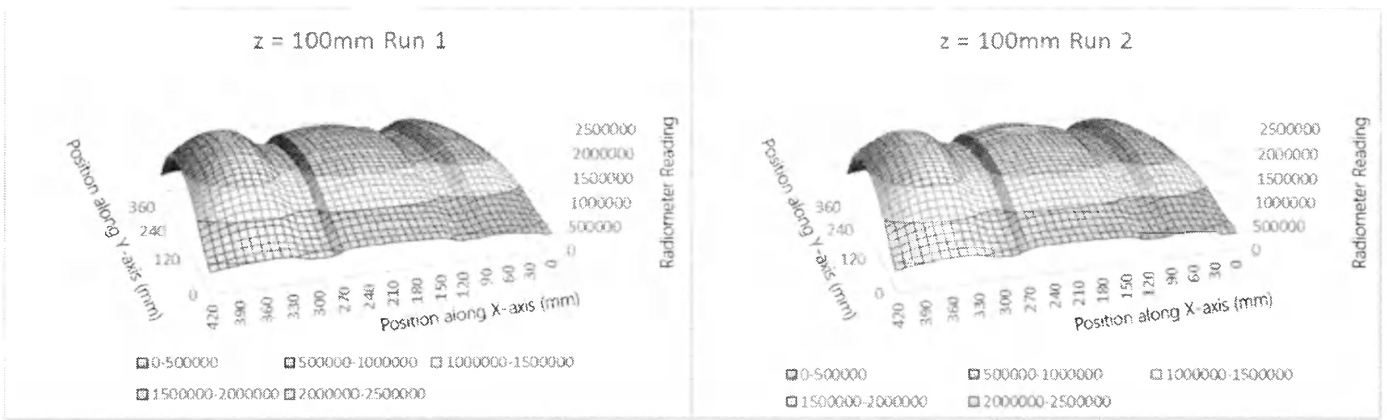 z = 100mm Run 1
2500000
2000000
1500000
1000000
500000
0
Radiometer Reading
Position along Y-axis (mm)
360
240
120
0
420 390 360 330 300 270 240 210 180 150 120 90 60 30 0
Position along X-axis (mm)
0-500000 500000-1000000 1000000-1500000
1500000-2000000 2000000-2500000
z = 100mm Run 2
2500000
2000000
1500000
1000000
500000
0
Radiometer Reading
Position along Y-axis (mm)
360
240
120
0
420 390 360 330 300 270 240 210 180 150 120 90 60 30 0
Position along X-axis (mm)
0-500000 500000-1000000 1000000-1500000
1500000-2000000 2000000-2500000